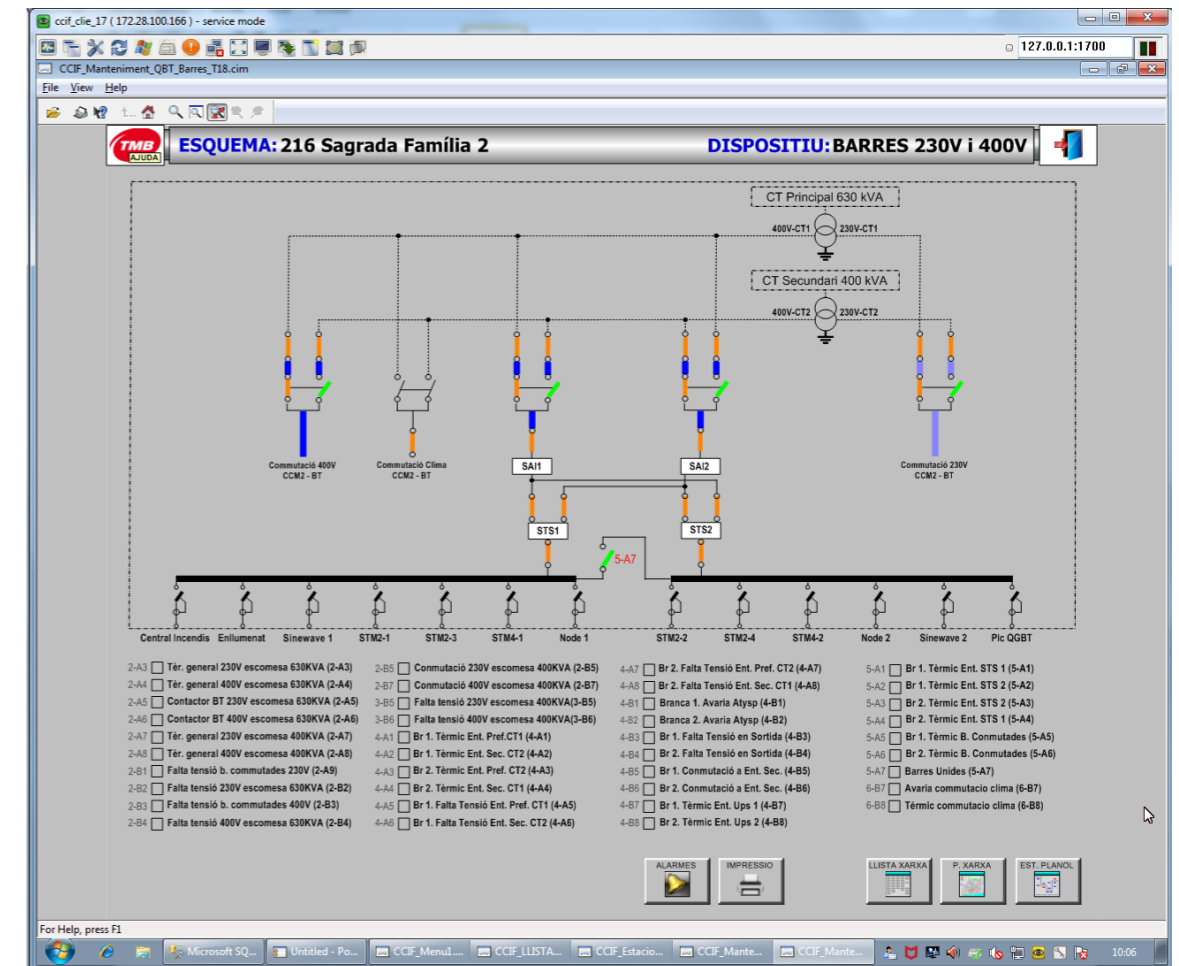 ccif_clie_17 ( 172.28.100.166 ) - service mode
127.0.0.1:1700
CCIF_Manteniment_QBT_Barres_T18.cim
File View Help
TMB
AJUDA
ESQUEMA: 216 Sagrada Família 2
DISPOSITIU: BARRES 230V i 400V
CT Principal 630 kVA
400V-CT1 230V-CT1
CT Secundari 400 kVA
400V-CT2 230V-CT2
Commutació 400V
CCM2 - BT
Commutació Clima
CCM2 - BT
SAI1
SAI2
Commutació 230V
CCM2 - BT
STS1
STS2
5-A7
Central Incendis Enllumenat Sinewave 1 STM2-1 STM2-3 STM4-1 Node 1 STM2-2 STM2-4 STM4-2 Node 2 Sinewave 2 Plc QGBT
2-A3 Tèr. general 230V escomesa 630KVA (2-A3)
2-A4 Tèr. general 400V escomesa 630KVA (2-A4)
2-A5 Contactor BT 230V escomesa 630KVA (2-A5)
2-A6 Contactor BT 400V escomesa 630KVA (2-A6)
2-A7 Tèr. general 230V escomesa 400KVA (2-A7)
2-A8 Tèr. general 400V escomesa 630KVA (2-A8)
2-B1 Falta tensió b. commutades 230V (2-A9)
2-B2 Falta tensió 230V escomesa 630KVA (2-B2)
2-B3 Falta tensió b. commutades 400V (2-B3)
2-B4 Falta tensió 400V escomesa 630KVA (2-B4)
2-B5 Conmutació 230V escomesa 400KVA (2-B5)
2-B7 Conmutació 400V escomesa 400KVA (2-B7)
3-B5 Falta tensió 230V escomesa 400KVA(3-B5)
3-B6 Falta tensió 400V escomesa 400KVA(3-B6)
4-A1 Br 1. Tèrmic Ent. Pref.CT1 (4-A1)
4-A2 Br 1. Tèrmic Ent. Sec. CT2 (4-A2)
4-A3 Br 2. Tèrmic Ent. Pref. CT2 (4-A3)
4-A4 Br 2. Tèrmic Ent. Sec. CT1 (4-A4)
4-A5 Br 1. Falta Tensió Ent. Pref. CT1 (4-A5)
4-A6 Br 1. Falta Tensió Ent. Sec. CT2 (4-A6)
4-A7 Br 2. Falta Tensió Ent. Pref. CT2 (4-A7)
4-A8 Br 2. Falta Tensió Ent. Sec. CT1 (4-A8)
4-B1 Branca 1. Avaria Atysp (4-B1)
4-B2 Branca 2. Avaria Atysp (4-B2)
4-B3 Br 1. Falta Tensió en Sortida (4-B3)
4-B4 Br 2. Falta Tensió en Sortida (4-B4)
4-B5 Br 1. Conmutació a Ent. Sec. (4-B5)
4-B6 Br 2. Conmutació a Ent. Sec. (4-B6)
4-B7 Br 1. Tèrmic Ent. Ups 1 (4-B7)
4-B8 Br 2. Tèrmic Ent. Ups 2 (4-B8)
5-A1 Br 1. Tèrmic Ent. STS 1 (5-A1)
5-A2 Br 1. Tèrmic Ent. STS 2 (5-A2)
5-A3 Br 2. Tèrmic Ent. STS 2 (5-A3)
5-A4 Br 2. Tèrmic Ent. STS 1 (5-A4)
5-A5 Br 1. Tèrmic B. Conmutades (5-A5)
5-A6 Br 2. Tèrmic B. Conmutades (5-A6)
5-A7 Barres Unides (5-A7)
6-B7 Avaria commutacio clima (6-B7)
6-B8 Térmic commutacio clima (6-B8)
ALARMES IMPRESSIO LLISTA XARXA P. XARXA EST. PLANOL
For Help, press F1
Microsoft SQ... Untitled - Po... CCIF_Menu1.... CCIF_LLISTA... CCIF_Estacio... CCIF_Mante... CCIF_Mante... 10:06